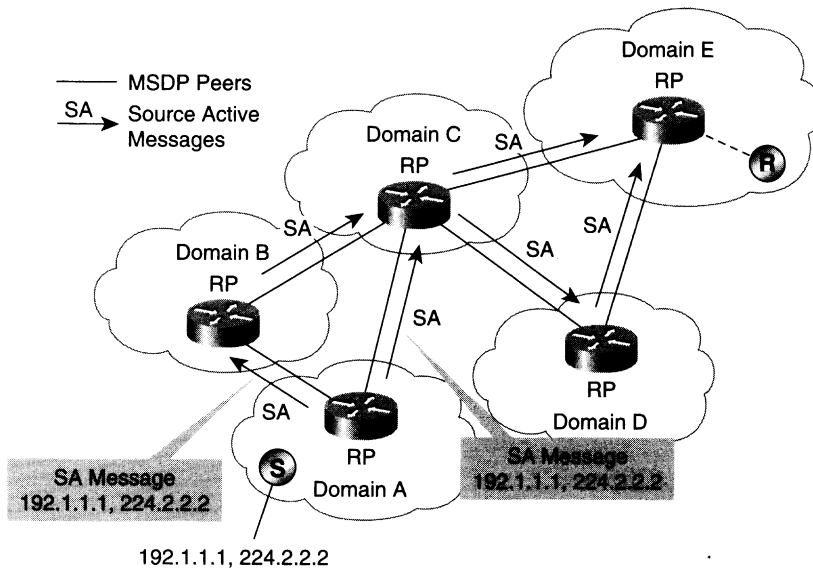 Domain E
RP
MSDP Peers
SA
Source Active
Messages
Domain C
RP
SA
R
SA
Domain B
RP
SA
SA
SA
SA
RP
Domain D
RP
Domain A
S
SA Message
192.1.1.1, 224.2.2.2
SA Message
192.1.1.1, 224.2.2.2
192.1.1.1, 224.2.2.2